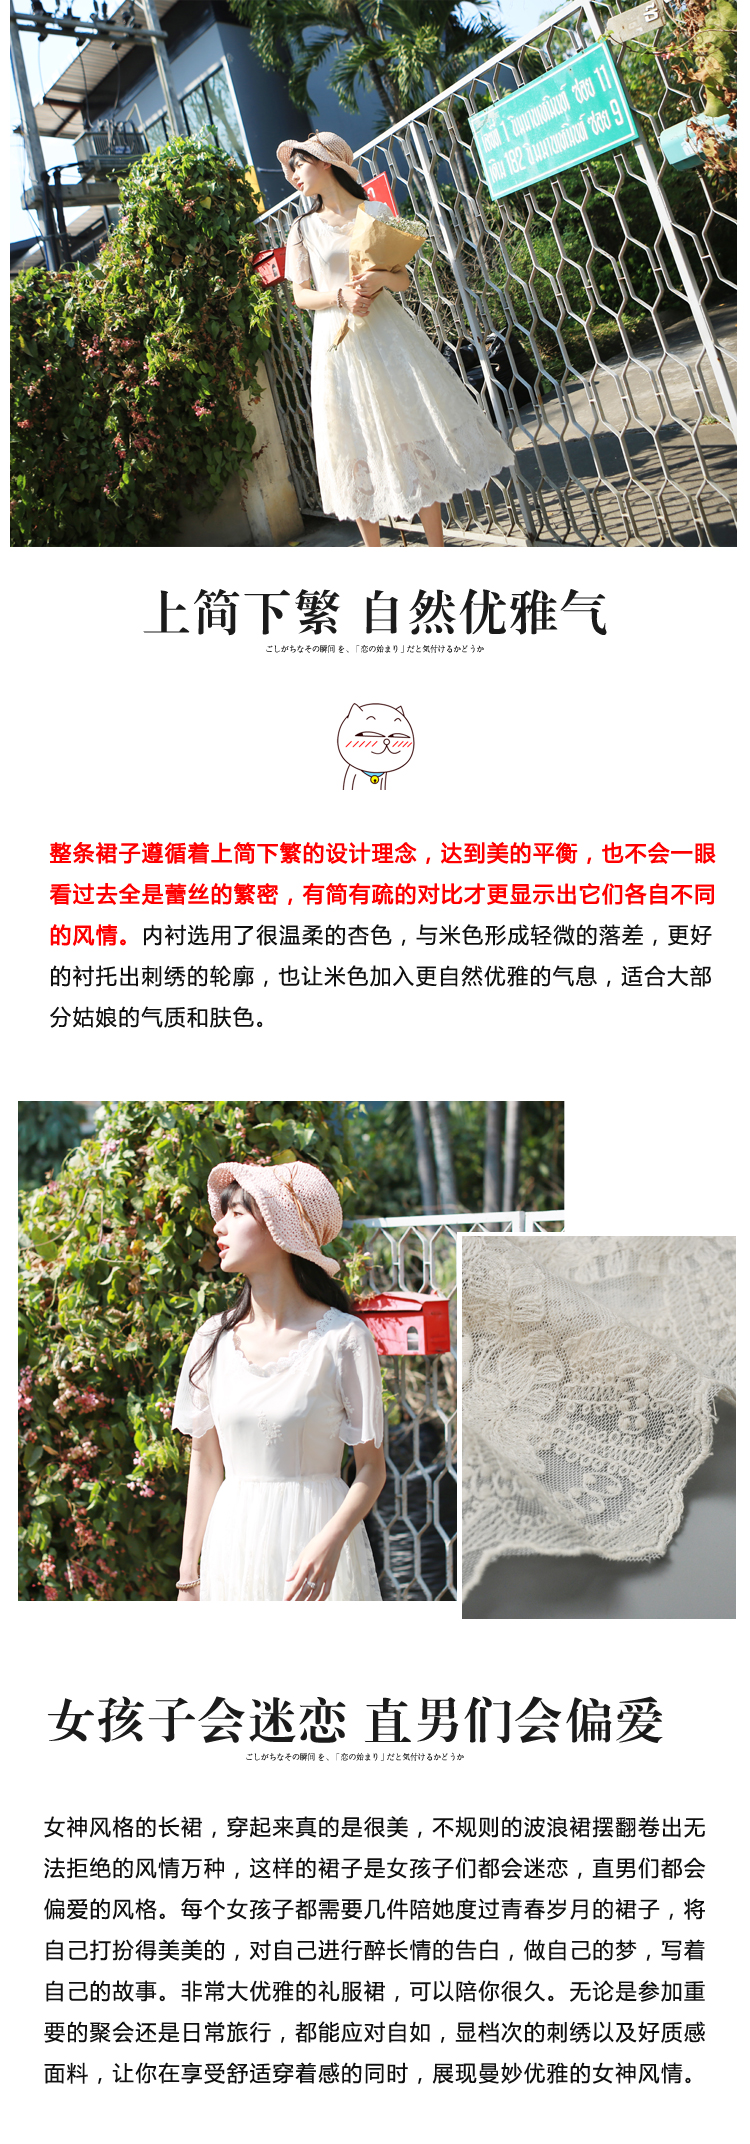 ซอย 11
เลขที่ 1 ชินเขตแอร์เวย์ ซอย 9
上简下繁 自然优雅气
ごしがちなその瞬间 を、「恋の始まり」だと気付けるかどうか
整条裙子遵循着上简下繁的设计理念，达到美的平衡，也不会一眼
看过去全是蕾丝的繁密，有简有疏的对比才更显示出它们各自不同
的风情。内衬选用了很温柔的杏色，与米色形成轻微的落差，更好
的衬托出刺绣的轮廓，也让米色加入更自然优雅的气息，适合大部
分姑娘的气质和肤色。
女孩子会迷恋 直男们会偏爱
ごしがちなその瞬间 を、「恋の始まり」だと気付けるかどうか
女神风格的长裙，穿起来真的是很美，不规则的波浪裙摆翻卷出无
法拒绝的风情万种，这样的裙子是女孩子们都会迷恋，直男们都会
偏爱的风格。每个女孩子都需要几件陪她度过青春岁月的裙子，将
自己打扮得美美的，对自己进行醉长情的告白，做自己的梦，写着
自己的故事。非常大优雅的礼服裙，可以陪你很久。无论是参加重
要的聚会还是日常旅行，都能应对自如，显档次的刺绣以及好质感
面料，让你在享受舒适穿着感的同时，展现曼妙优雅的女神风情。